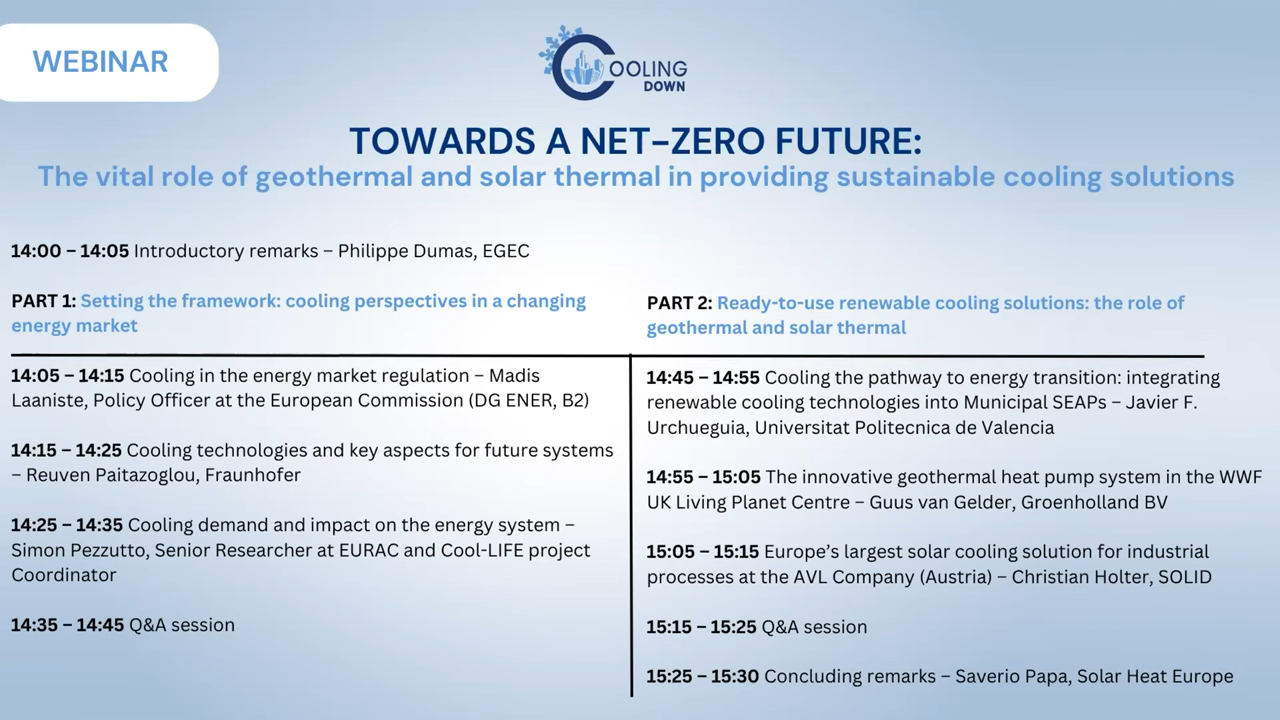 WEBINAR
COOLING
DOWN
TOWARDS A NET–ZERO FUTURE:
The vital role of geothermal and solar thermal in providing sustainable cooling solutions
14:00 – 14:05 Introductory remarks – Philippe Dumas, EGEC
PART 1: Setting the framework: cooling perspectives in a changing
energy market
14:05 – 14:15 Cooling in the energy market regulation – Madis
Laaniste, Policy Officer at the European Commission (DG ENER, B2)
14:15 – 14:25 Cooling technologies and key aspects for future systems
– Reuven Paitazoglou, Fraunhofer
14:25 – 14:35 Cooling demand and impact on the energy system –
Simon Pezzutto, Senior Researcher at EURAC and Cool-LIFE project
Coordinator
14:35 – 14:45 Q&A session
PART 2: Ready-to-use renewable cooling solutions: the role of
geothermal and solar thermal
14:45 – 14:55 Cooling the pathway to energy transition: integrating
renewable cooling technologies into Municipal SEAPs – Javier F.
Urchueguia, Universitat Politecnica de Valencia
14:55 – 15:05 The innovative geothermal heat pump system in the WWF
UK Living Planet Centre – Guus van Gelder, Groenholland BV
15:05 – 15:15 Europe's largest solar cooling solution for industrial
processes at the AVL Company (Austria) – Christian Holter, SOLID
15:15 – 15:25 Q&A session
15:25 – 15:30 Concluding remarks – Saverio Papa, Solar Heat Europe